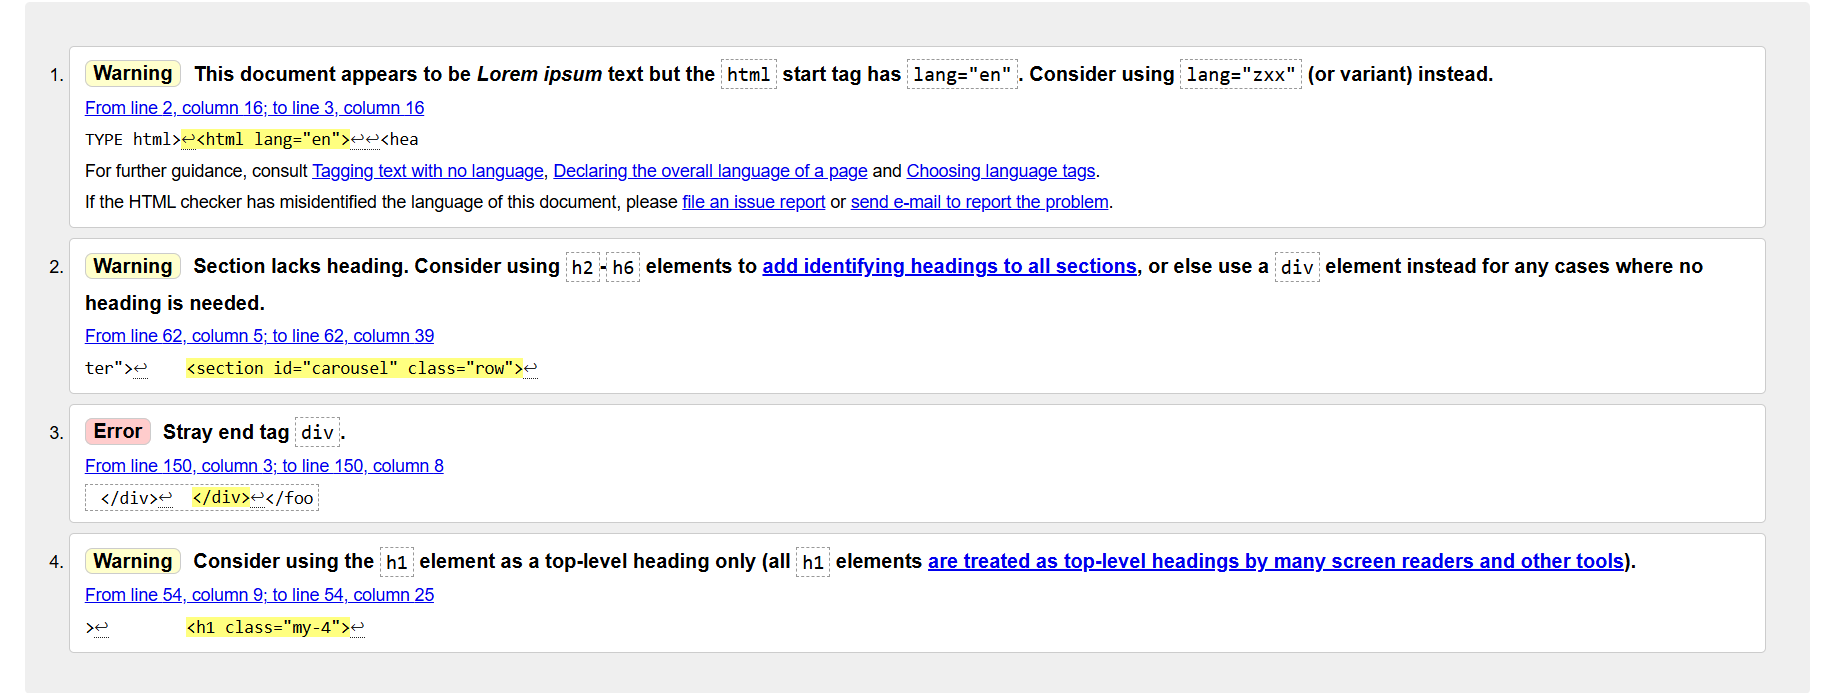 1. Warning This document appears to be Lorem ipsum text but the html start tag has lang="en". Consider using lang="zxx" (or variant) instead.
From line 2, column 16; to line 3, column 16
TYPE html>↩<html lang="en">↩↩<hea
For further guidance, consult Tagging text with no language, Declaring the overall language of a page and Choosing language tags.
If the HTML checker has misidentified the language of this document, please file an issue report or send e-mail to report the problem.
2. Warning Section lacks heading. Consider using h2-h6 elements to add identifying headings to all sections, or else use a div element instead for any cases where no
heading is needed.
From line 62, column 5; to line 62, column 39
ter">↩    <section id="carousel" class="row">↩
3. Error Stray end tag div.
From line 150, column 3; to line 150, column 8
</div>↩  </div>↩</foo
4. Warning Consider using the h1 element as a top-level heading only (all h1 elements are treated as top-level headings by many screen readers and other tools).
From line 54, column 9; to line 54, column 25
>↩        <h1 class="my-4">↩